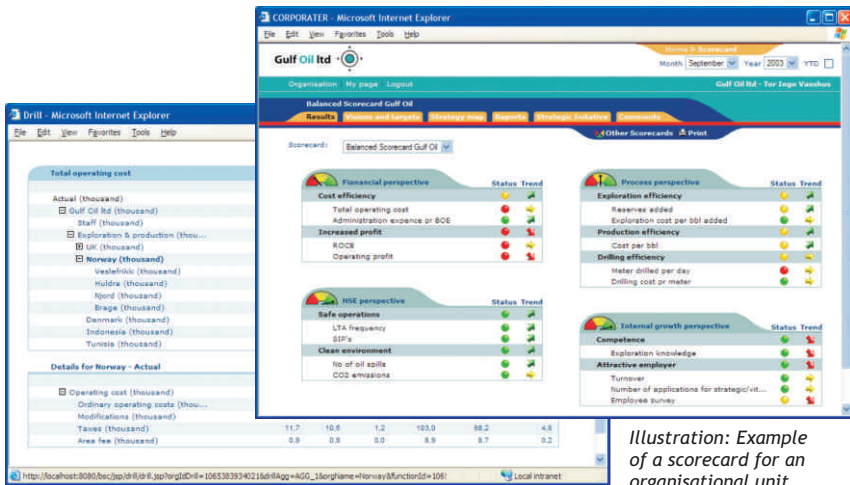 CORPORATER - Microsoft Internet Explorer
File Edit View Favorites Tools Help
Gulf Oil ltd
Home > Scorecard
Month September Year 2003 YTD
Organisation My page Logout
Gulf Oil ltd - Tor Inge Vasshus
Balanced Scorecard Gulf Oil
Results Visions and targets Strategy map Reports Strategic Initiative Comments
Other Scorecards Print
Scorecard: Balanced Scorecard Gulf Oil
Finanancial perspective Status Trend
Cost efficiency
Total operating cost
Administration expence pr BOE
Increased profit
ROCE
Operating profit
HSE perspective Status Trend
Safe operations
LTA frequency
SIF's
Clean environment
No of oil spills
CO2 emissions
Process perspective Status Trend
Exploration efficiency
Reserves added
Exploration cost per bbl added
Production efficiency
Cost per bbl
Drilling efficiency
Meter drilled per day
Drilling cost pr meter
Internal growth perspective Status Trend
Competence
Exploration knowledge
Attractive employer
Turnover
Number of applications for strategic/vit...
Employee survey
Drill - Microsoft Internet Explorer
File Edit View Favorites Tools Help
Total operating cost
Actual (thousand)
Gulf Oil ltd (thousand)
Staff (thousand)
Exploration & production (thou...
UK (thousand)
Norway (thousand)
Veslefrikk (thousand)
Huldra (thousand)
Njord (thousand)
Brage (thousand)
Denmark (thousand)
Indonesia (thousand)
Tunisia (thousand)
Details for Norway - Actual
Operating cost (thousand)
Ordinary operating costs (thou...
Modifications (thousand)
Taxes (thousand) 11,7 10,6 1,2 103,0 98,2 4,8
Area fee (thousand) 0,9 0,9 0,0 8,9 8,7 0,2
Local intranet
Illustration: Example
of a scorecard for an
organisational unit